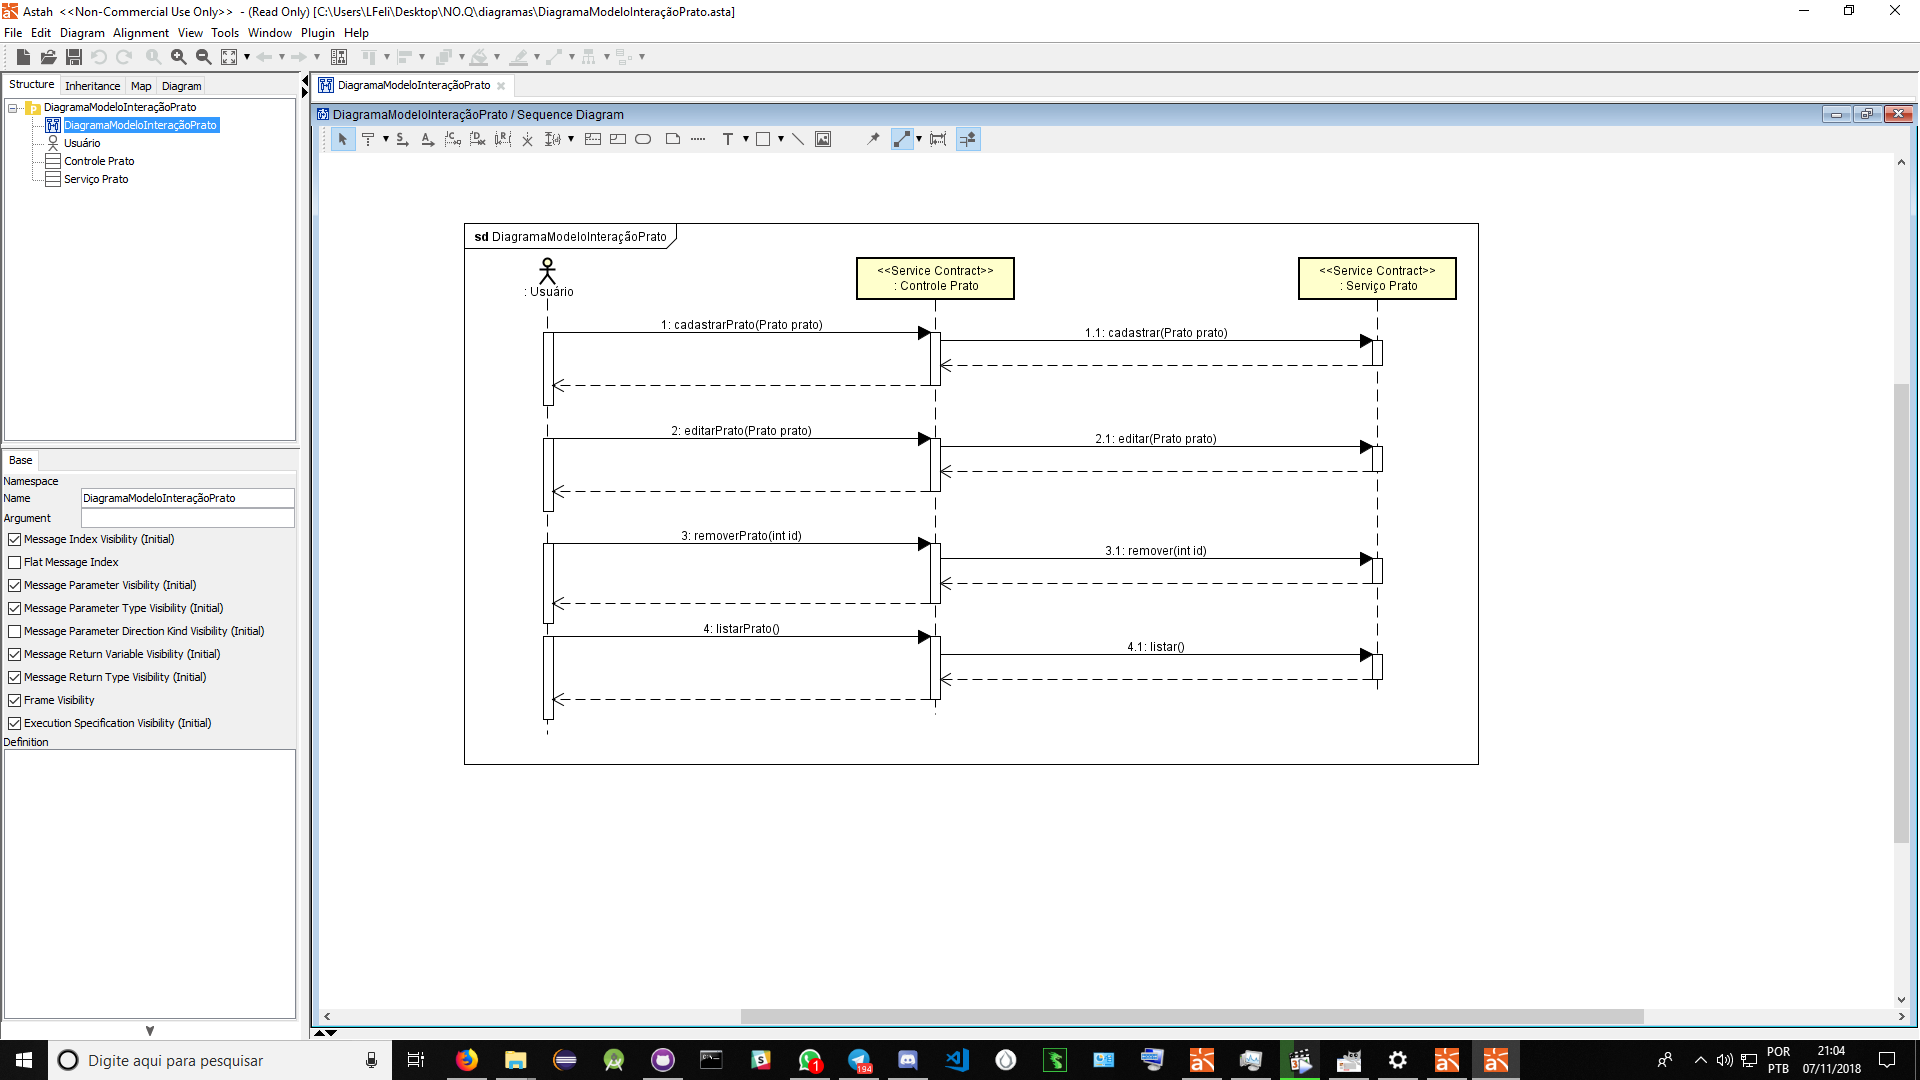 Astah <<Non-Commercial Use Only>> - (Read Only) [C:\Users\LFeli\Desktop\NO.Q\diagramas\DiagramaModeloInteraçãoPrato.asta]
File Edit Diagram Alignment View Tools Window Plugin Help
Structure Inheritance Map Diagram
DiagramaModeloInteraçãoPrato
DiagramaModeloInteraçãoPrato
Usuário
Controle Prato
Serviço Prato
Base
Namespace
Name DiagramaModeloInteraçãoPrato
Argument
Message Index Visibility (Initial)
Flat Message Index
Message Parameter Visibility (Initial)
Message Parameter Type Visibility (Initial)
Message Parameter Direction Kind Visibility (Initial)
Message Return Variable Visibility (Initial)
Message Return Type Visibility (Initial)
Frame Visibility
Execution Specification Visibility (Initial)
Definition
DiagramaModeloInteraçãoPrato
DiagramaModeloInteraçãoPrato / Sequence Diagram
sd DiagramaModeloInteraçãoPrato
: Usuário
<<Service Contract>>
: Controle Prato
<<Service Contract>>
: Serviço Prato
1: cadastrarPrato(Prato prato)
1.1: cadastrar(Prato prato)
2: editarPrato(Prato prato)
2.1: editar(Prato prato)
3: removerPrato(int id)
3.1: remover(int id)
4: listarPrato()
4.1: listar()
Digite aqui para pesquisar
1
194
POR
PTB
21:04
07/11/2018